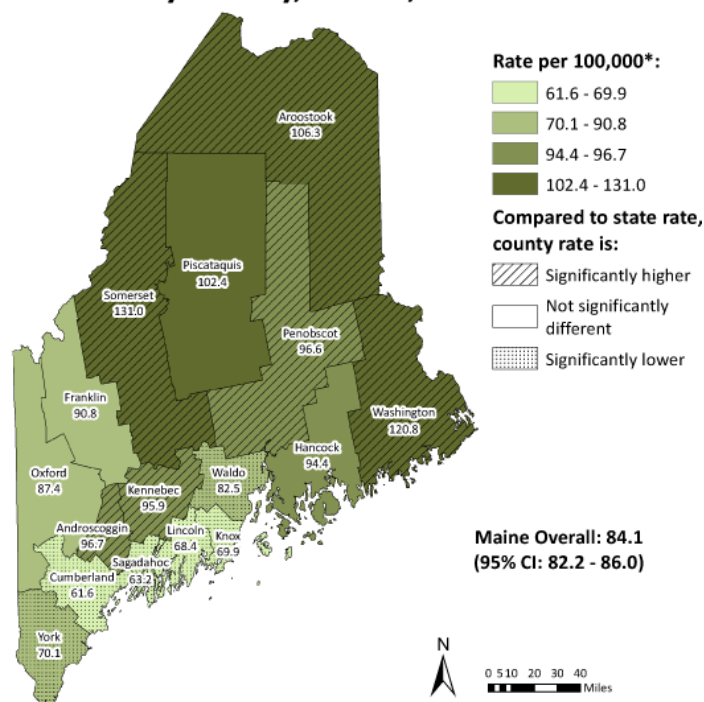 Rate per 100,000*:
61.6 - 69.9
70.1 - 90.8
94.4 - 96.7
102.4 - 131.0
Compared to state rate,
county rate is:
Significantly higher
Not significantly
different
Significantly lower
Aroostook
106.3
Piscataquis
102.4
Somerset
131.0
Penobscot
96.6
Franklin
90.8
Washington
120.8
Hancock
94.4
Oxford
87.4
Waldo
82.5
Kennebec
95.9
Androscoggin
96.7
Lincoln
68.4
Knox
69.9
Sagadahoc
63.2
Cumberland
61.6
York
70.1
Maine Overall: 84.1
(95% CI: 82.2 - 86.0)
N
0 5 10 20 30 40
Miles